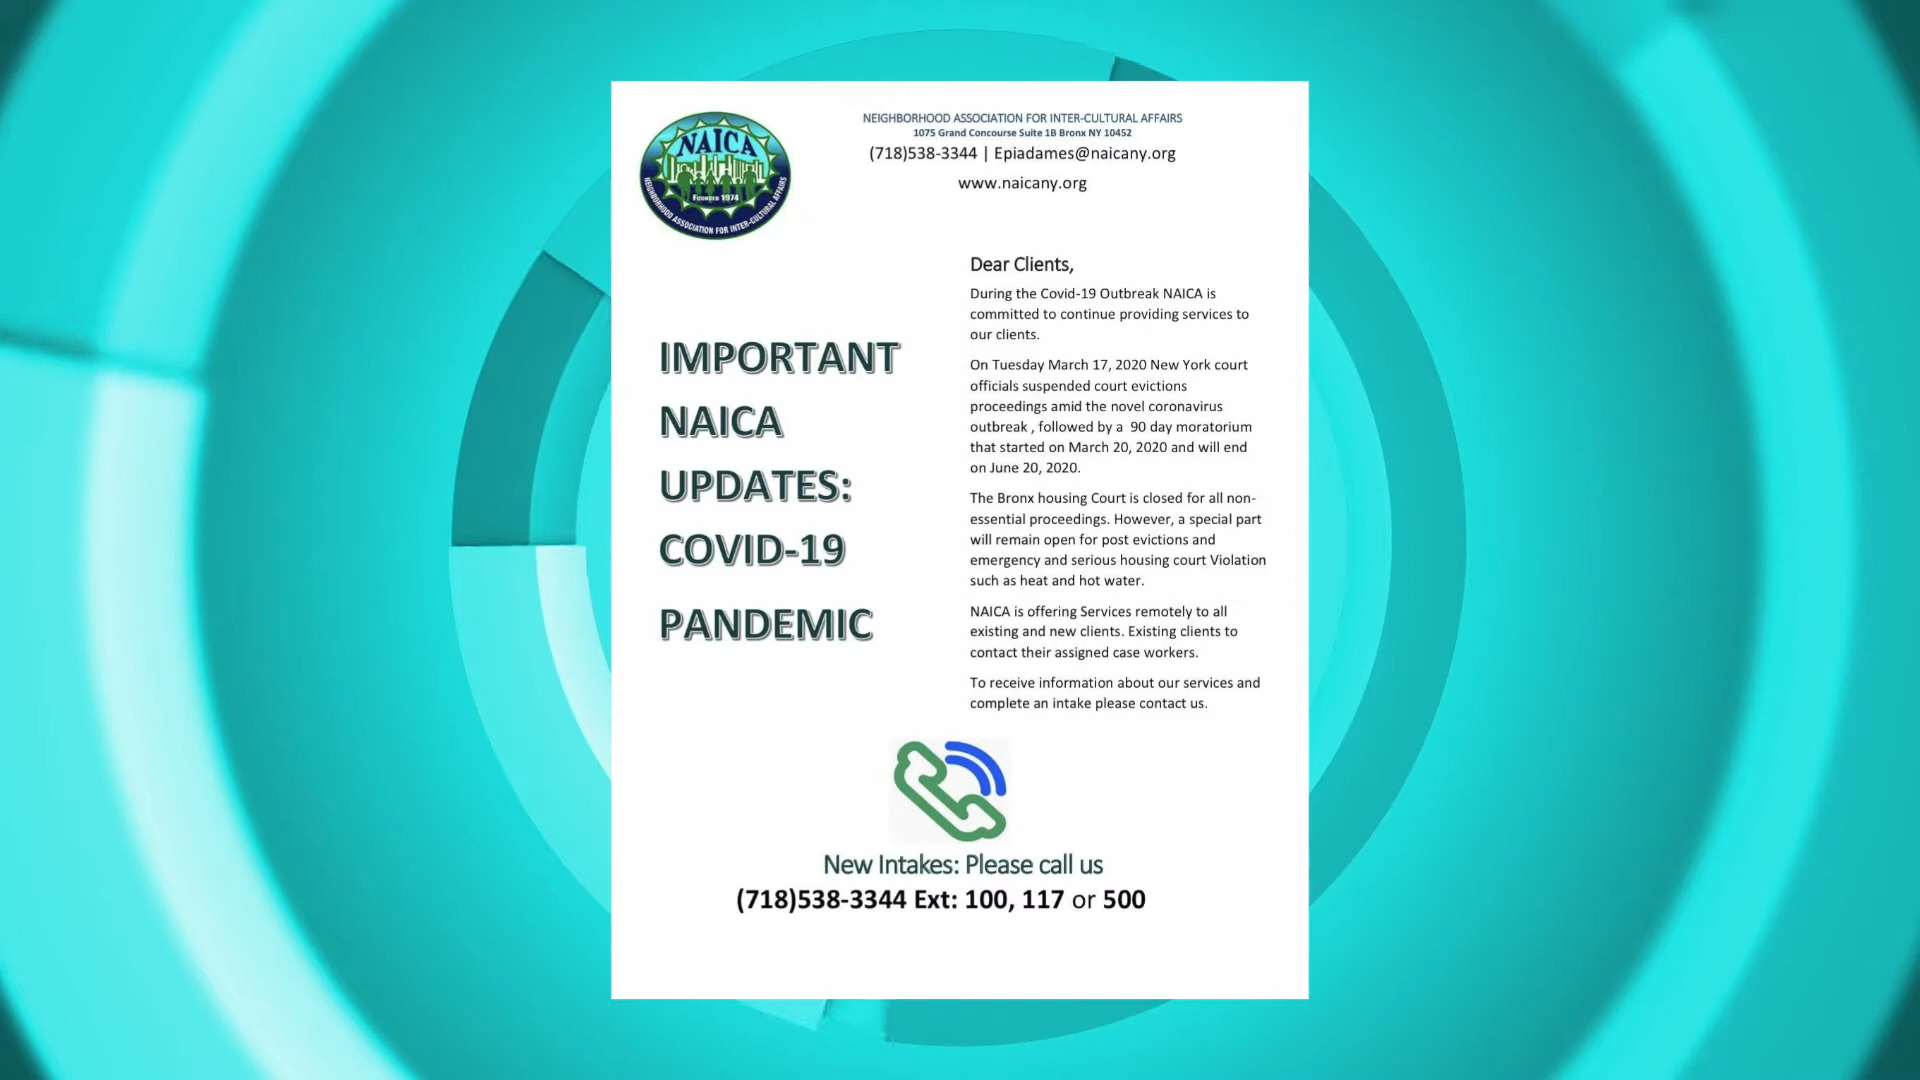 NAICA
FOUNDED 1974
NEIGHBORHOOD ASSOCIATION FOR INTER-CULTURAL AFFAIRS
NEIGHBORHOOD ASSOCIATION FOR INTER-CULTURAL AFFAIRS
1075 Grand Concourse Suite 1B Bronx NY 10452
(718)538-3344 | Epiadames@naicany.org
www.naicany.org
IMPORTANT
NAICA
UPDATES:
COVID-19
PANDEMIC
Dear Clients,
During the Covid-19 Outbreak NAICA is
committed to continue providing services to
our clients.
On Tuesday March 17, 2020 New York court
officials suspended court evictions
proceedings amid the novel coronavirus
outbreak , followed by a 90 day moratorium
that started on March 20, 2020 and will end
on June 20, 2020.
The Bronx housing Court is closed for all non-
essential proceedings. However, a special part
will remain open for post evictions and
emergency and serious housing court Violation
such as heat and hot water.
NAICA is offering Services remotely to all
existing and new clients. Existing clients to
contact their assigned case workers.
To receive information about our services and
complete an intake please contact us.
New Intakes: Please call us
(718)538-3344 Ext: 100, 117 or 500